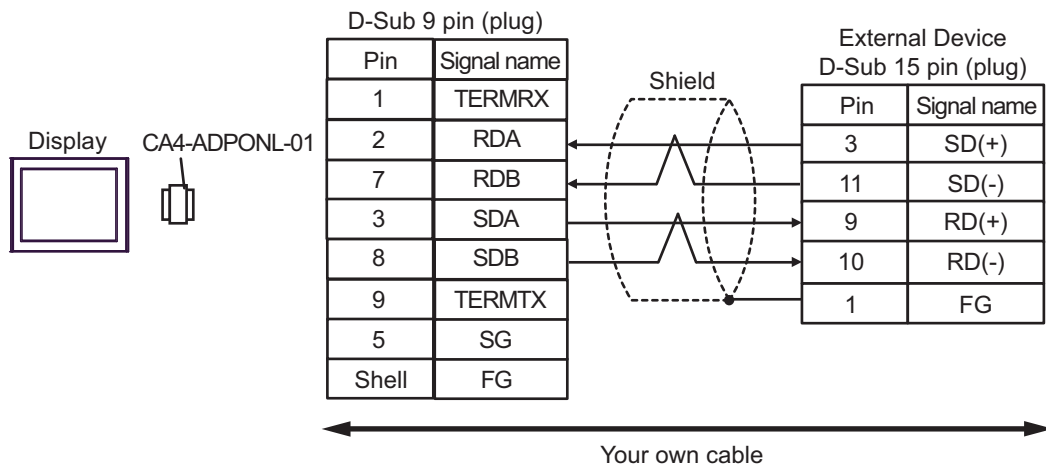 D-Sub 9 pin (plug)
Pin Signal name
1 TERMRX
2 RDA
7 RDB
3 SDA
8 SDB
9 TERMTX
5 SG
Shell FG
Display
CA4-ADPONL-01
Shield
External Device
D-Sub 15 pin (plug)
Pin Signal name
3 SD(+)
11 SD(-)
9 RD(+)
10 RD(-)
1 FG
Your own cable